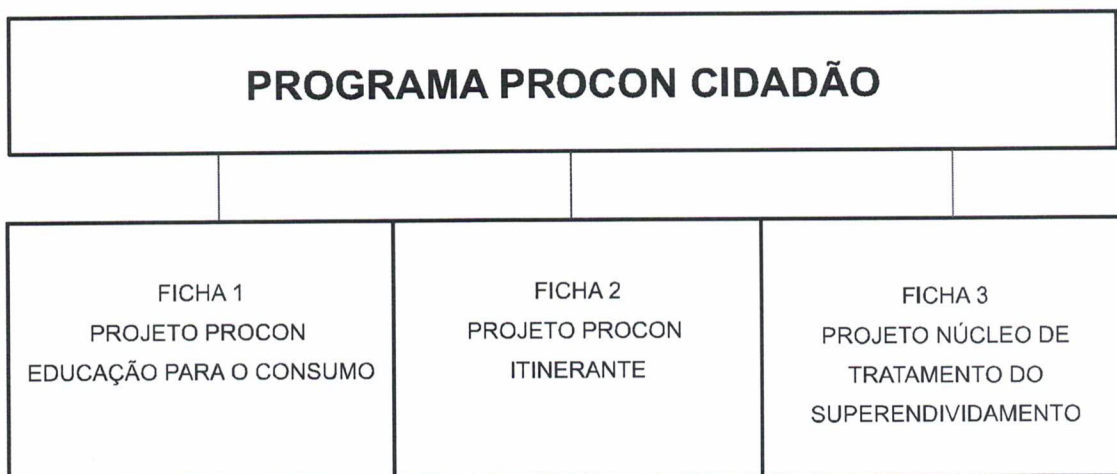 PROGRAMA PROCON CIDADÃO
FICHA 1
PROJETO PROCON
EDUCAÇÃO PARA O CONSUMO
FICHA 2
PROJETO PROCON
ITINERANTE
FICHA 3
PROJETO NÚCLEO DE
TRATAMENTO DO
SUPERENDIVIDAMENTO